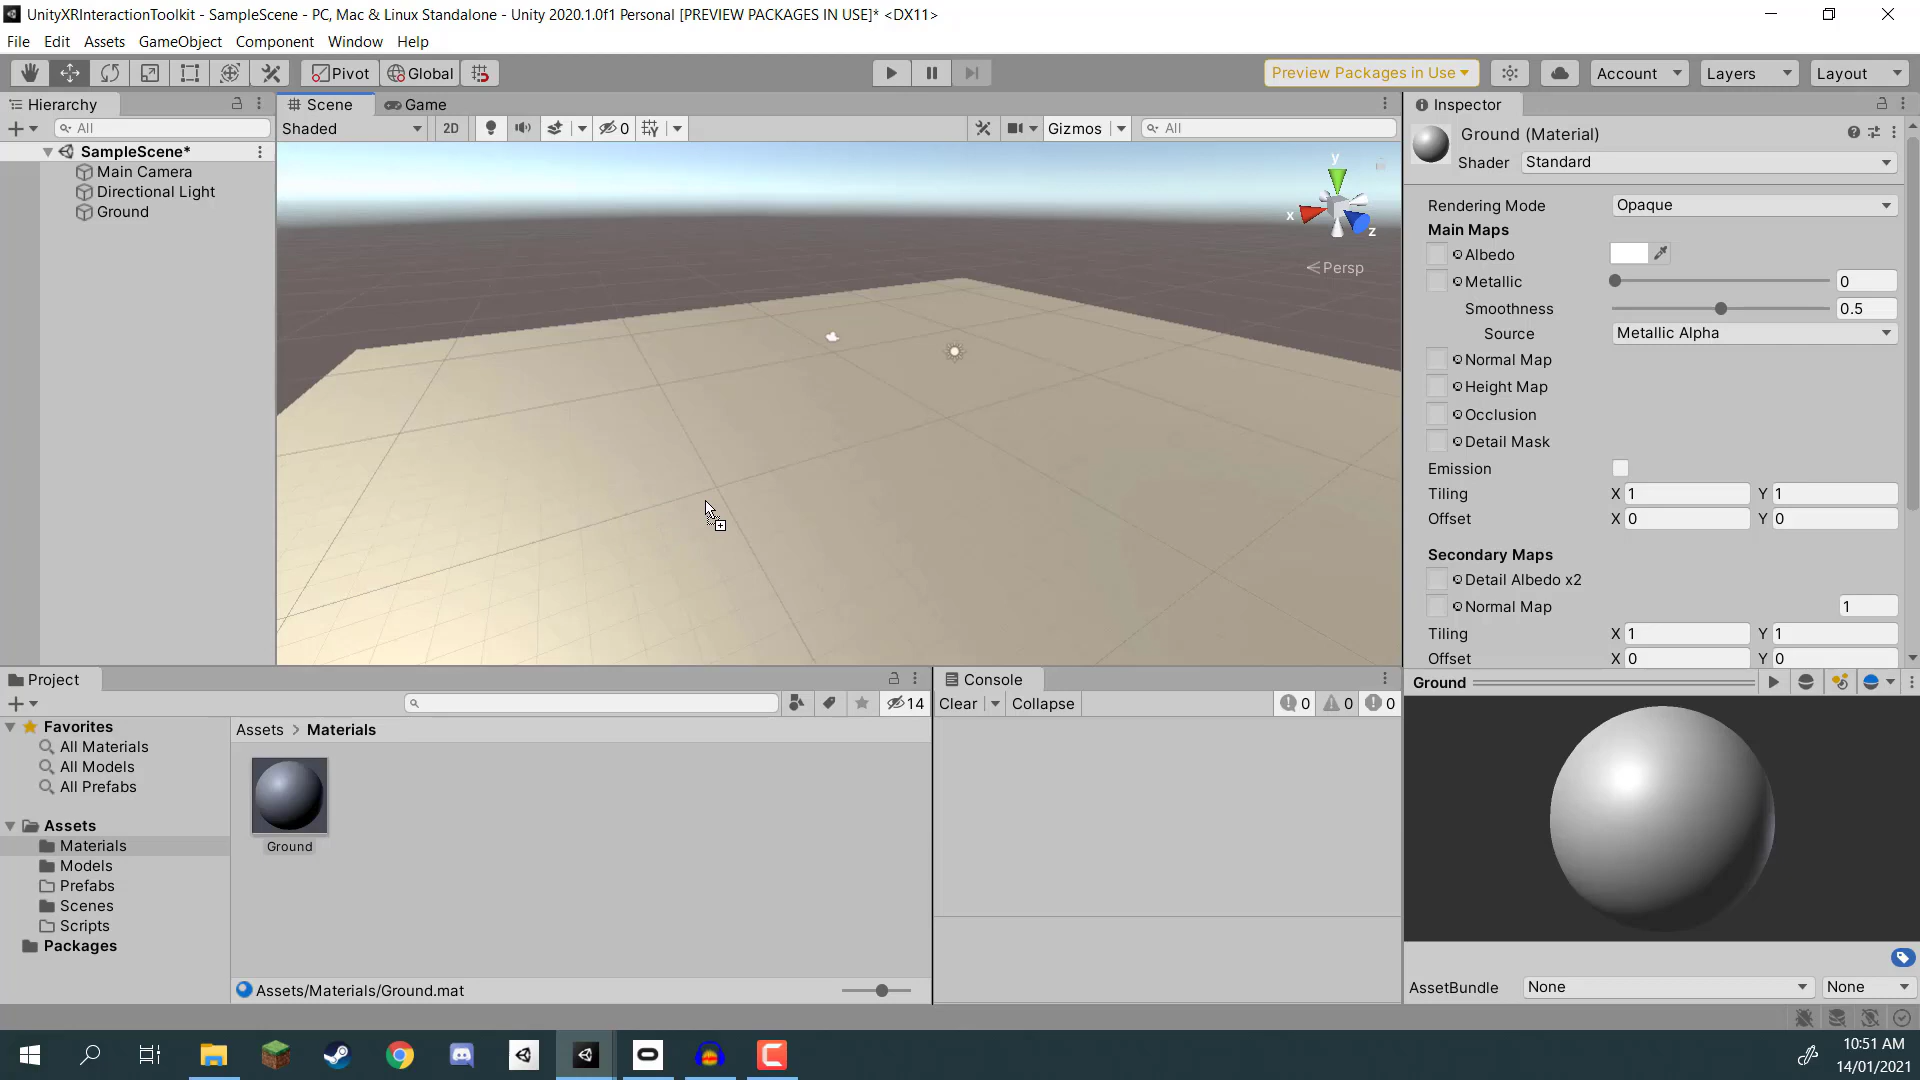 UnityXRInteractionToolkit - SampleScene - PC, Mac & Linux Standalone - Unity 2020.1.0f1 Personal [PREVIEW PACKAGES IN USE]* <DX11>
File Edit Assets GameObject Component Window Help
Pivot Global Preview Packages in Use Account Layers Layout
Hierarchy Scene Game Inspector
All Shaded 2D 0 Gizmos All
SampleScene*
Main Camera
Directional Light
Ground
y
x
z
Persp
Ground (Material)
Shader Standard
Rendering Mode Opaque
Main Maps
Albedo
Metallic 0
Smoothness 0.5
Source Metallic Alpha
Normal Map
Height Map
Occlusion
Detail Mask
Emission
Tiling X 1 Y 1
Offset X 0 Y 0
Secondary Maps
Detail Albedo x2
Normal Map 1
Tiling X 1 Y 1
Offset X 0 Y 0
Project Console Ground
14 Clear Collapse 0 0 0
Favorites
All Materials
All Models
All Prefabs
Assets
Materials
Models
Prefabs
Scenes
Scripts
Packages
Assets > Materials
Ground
Assets/Materials/Ground.mat
AssetBundle None None
10:51 AM
14/01/2021